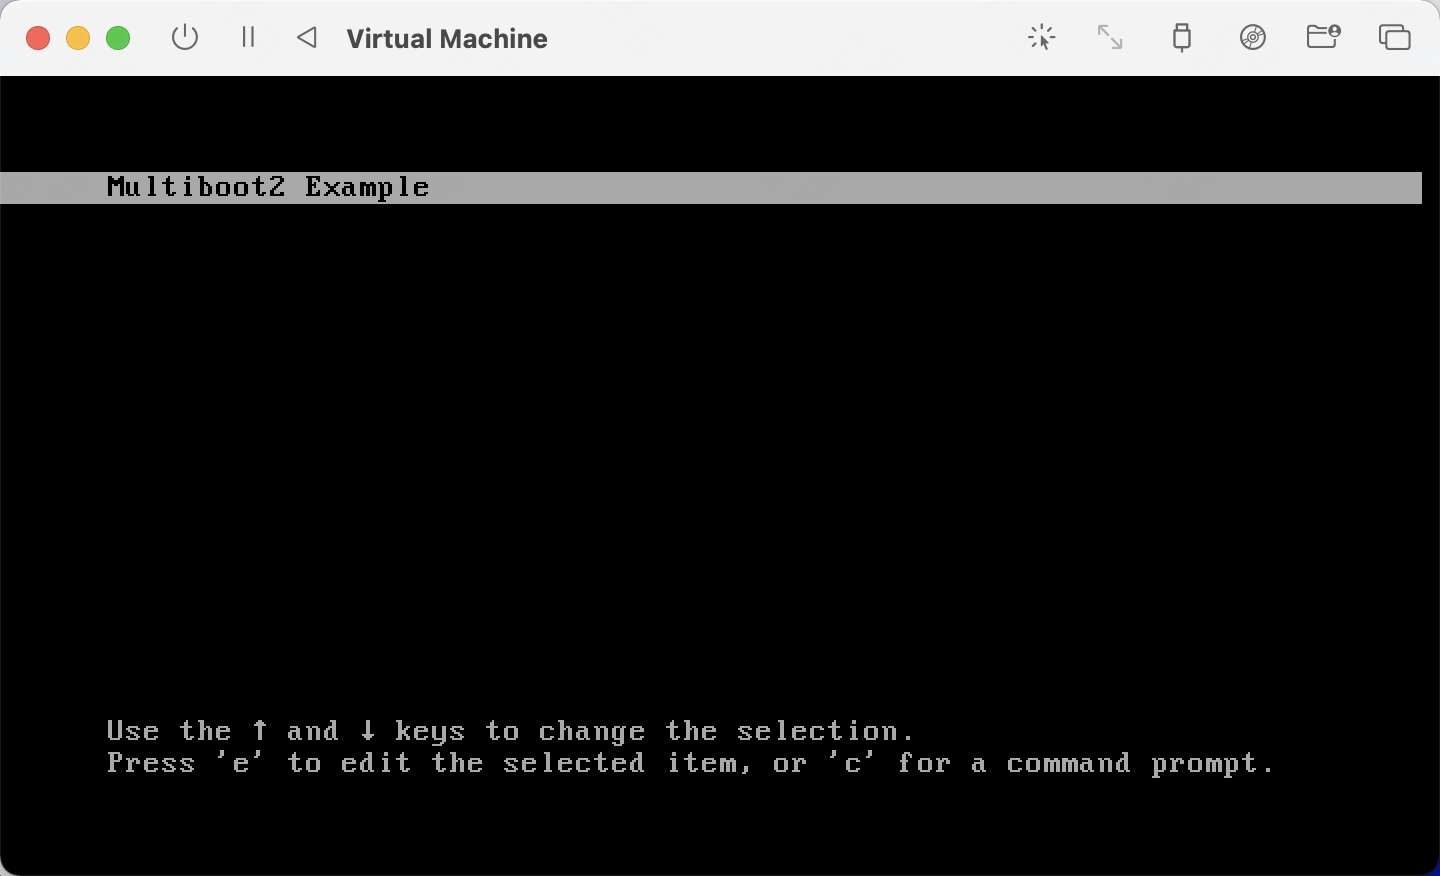 Virtual Machine
Multiboot2 Example
Use the ↑ and ↓ keys to change the selection.
Press 'e' to edit the selected item, or 'c' for a command prompt.